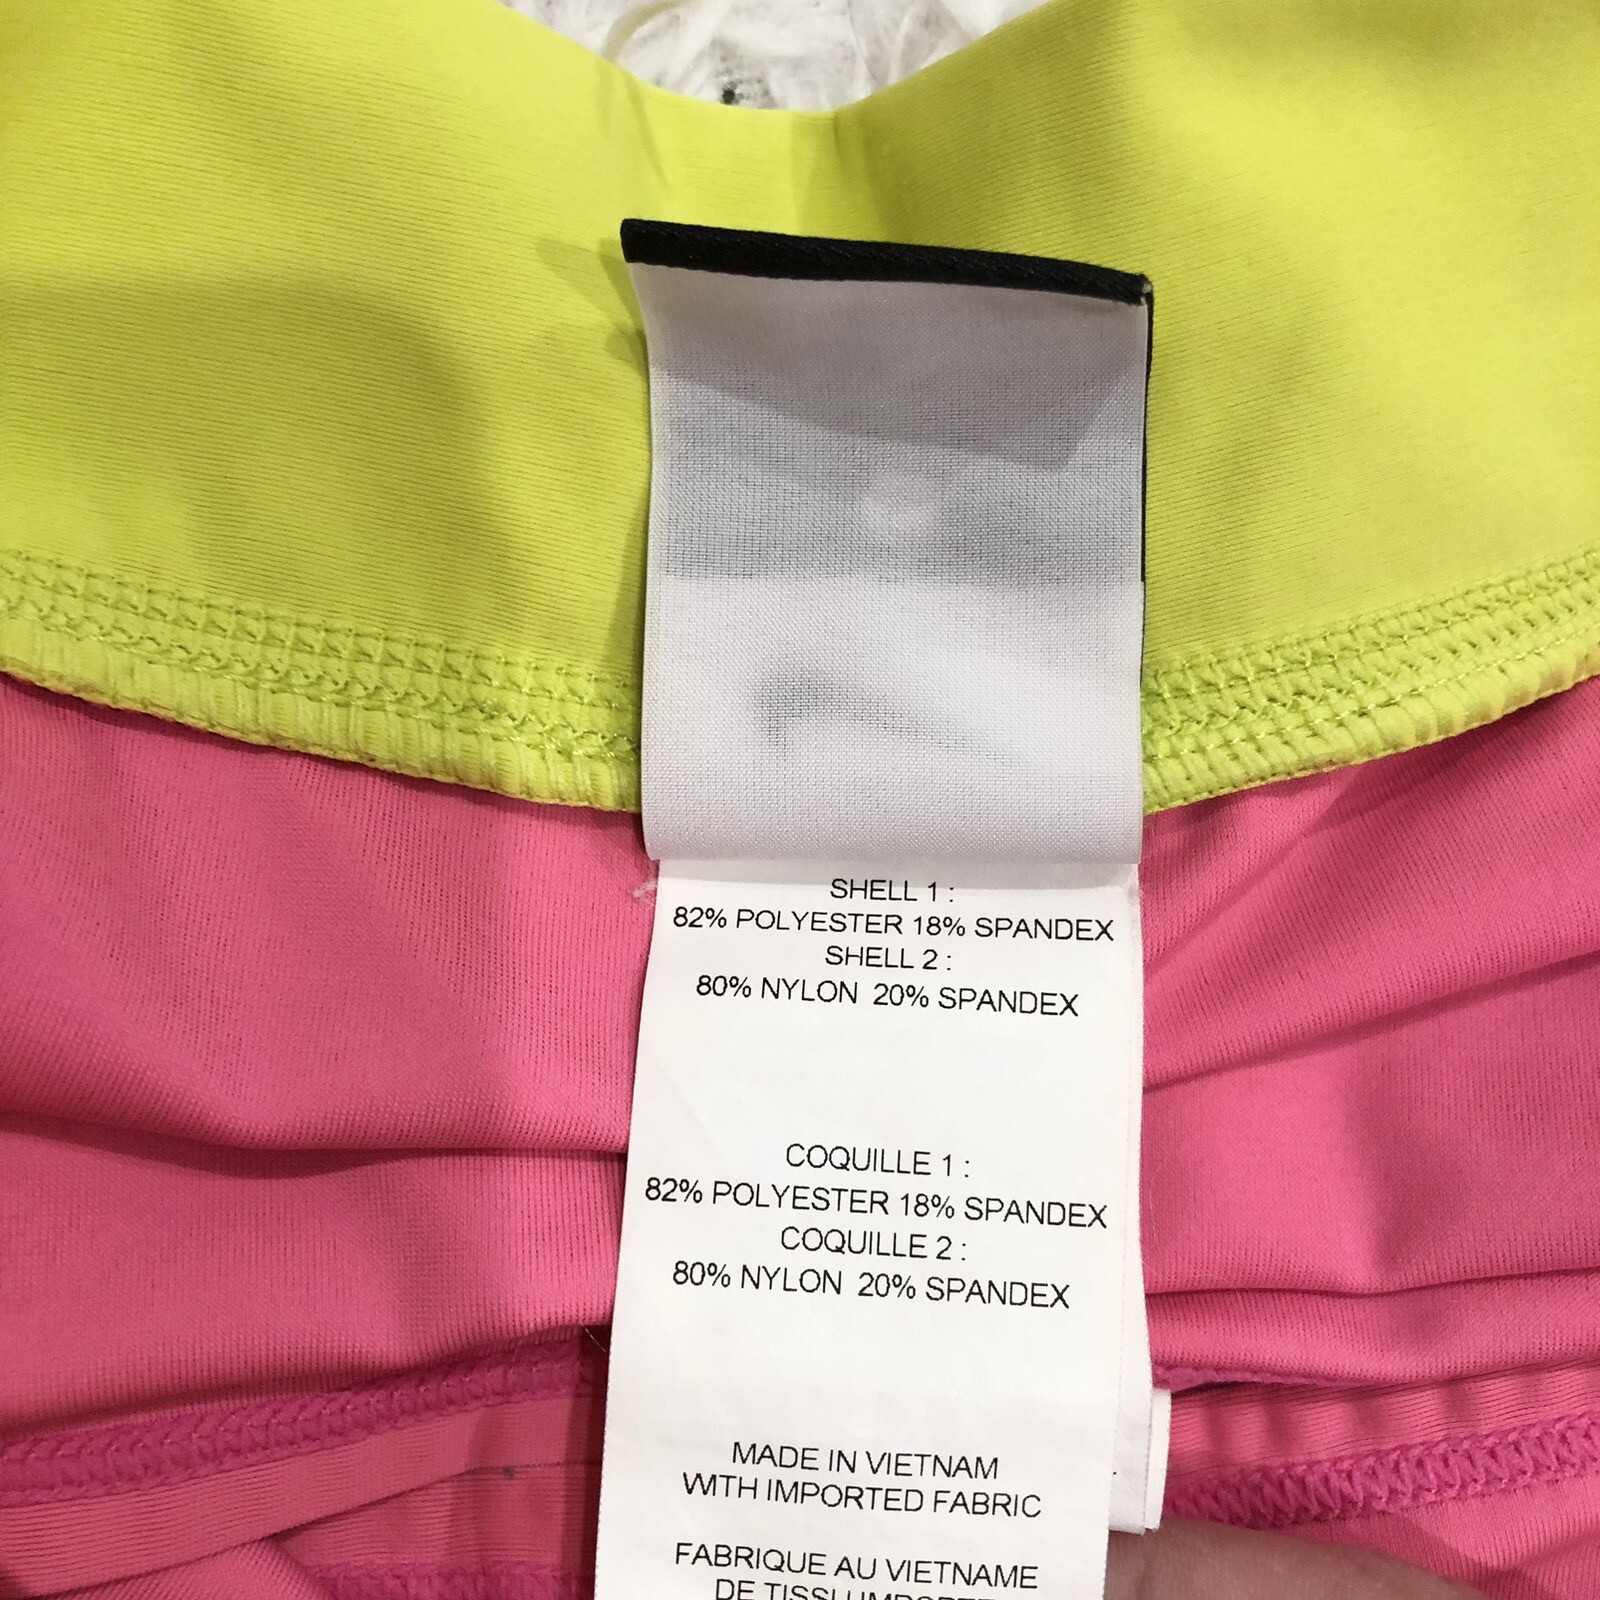 SHELL 1 :
82% POLYESTER 18% SPANDEX
SHELL 2 :
80% NYLON 20% SPANDEX
COQUILLE 1 :
82% POLYESTER 18% SPANDEX
COQUILLE 2 :
80% NYLON 20% SPANDEX
MADE IN VIETNAM
WITH IMPORTED FABRIC
FABRIQUE AU VIETNAME
DE